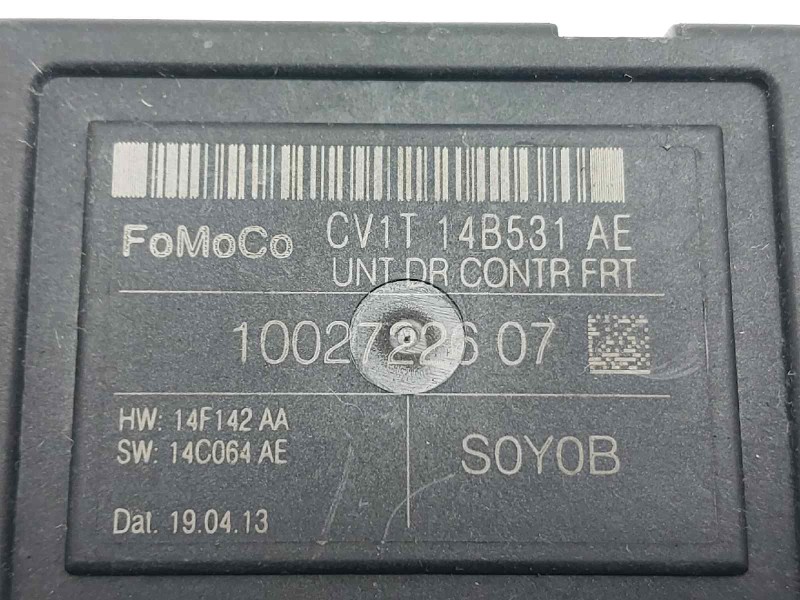 FoMoCo CV1T 14B531 AE
UNT DR CONTR FRT
10027226 07
HW: 14F142 AA
SW: 14C064 AE
S0Y0B
Dat. 19.04.13